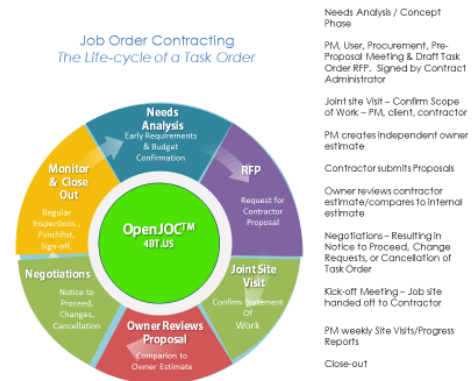 Job Order Contracting
The Life-cycle of a Task Order
Needs
Analysis
Early Requirements
& Budget
Confirmation
RFP
Request for
Contractor
Proposal
Joint Site
Visit
Confirm Statement
Of
Work
Owner Reviews
Proposal
Comparion to
Owner Estimate
Negotiations
Notice to
Proceed,
Changes,
Cancellation
Monitor
& Close
Out
Regular
Inspections ,
Punchlist,
Sign-off,
OpenJOC™
4BT.US
Needs Analysis / Concept
Phase
PM, User, Procurement, Pre-
Proposal Meeting & Draft Task
Order RFP. Signed by Contract
Administrator
Joint site Visit – Confirm Scope
of Work – PM, client, contractor
PM creates independent owner
estimate
Contractor submits Proposals
Owner reviews contractor
estimate/compares to internal
estimate
Negotiations – Resulting in
Notice to Proceed, Change
Requests, or Cancellation of
Task Order
Kick-off Meeting – Job site
handed off to Contractor
PM weekly Site Visits/Progress
Reports
Close-out